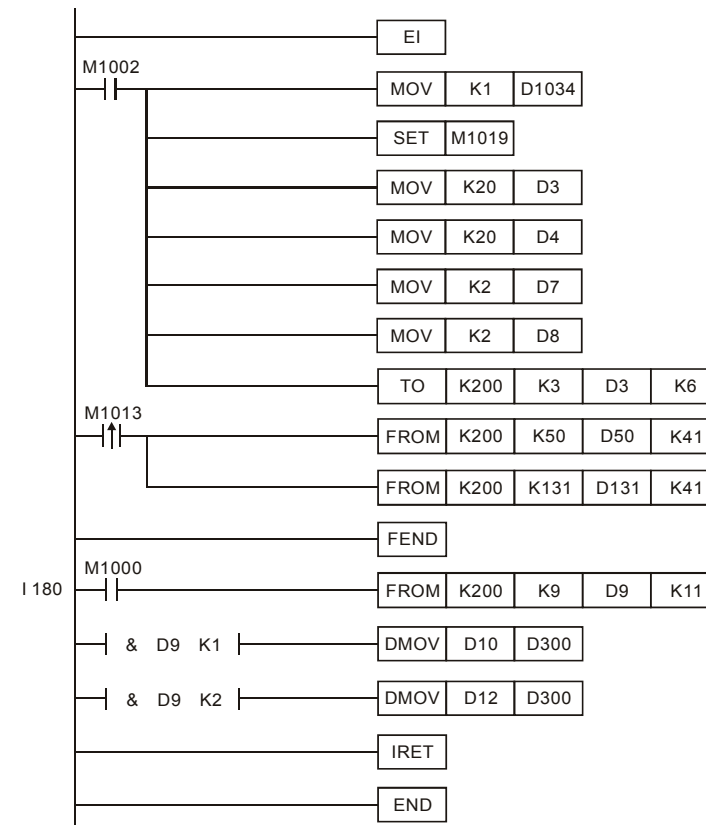 EI
M1002
MOV K1 D1034
SET M1019
MOV K20 D3
MOV K20 D4
MOV K2 D7
MOV K2 D8
TO K200 K3 D3 K6
M1013
FROM K200 K50 D50 K41
FROM K200 K131 D131 K41
FEND
M1000
I 180 FROM K200 K9 D9 K11
& D9 K1 DMOV D10 D300
& D9 K2 DMOV D12 D300
IRET
END